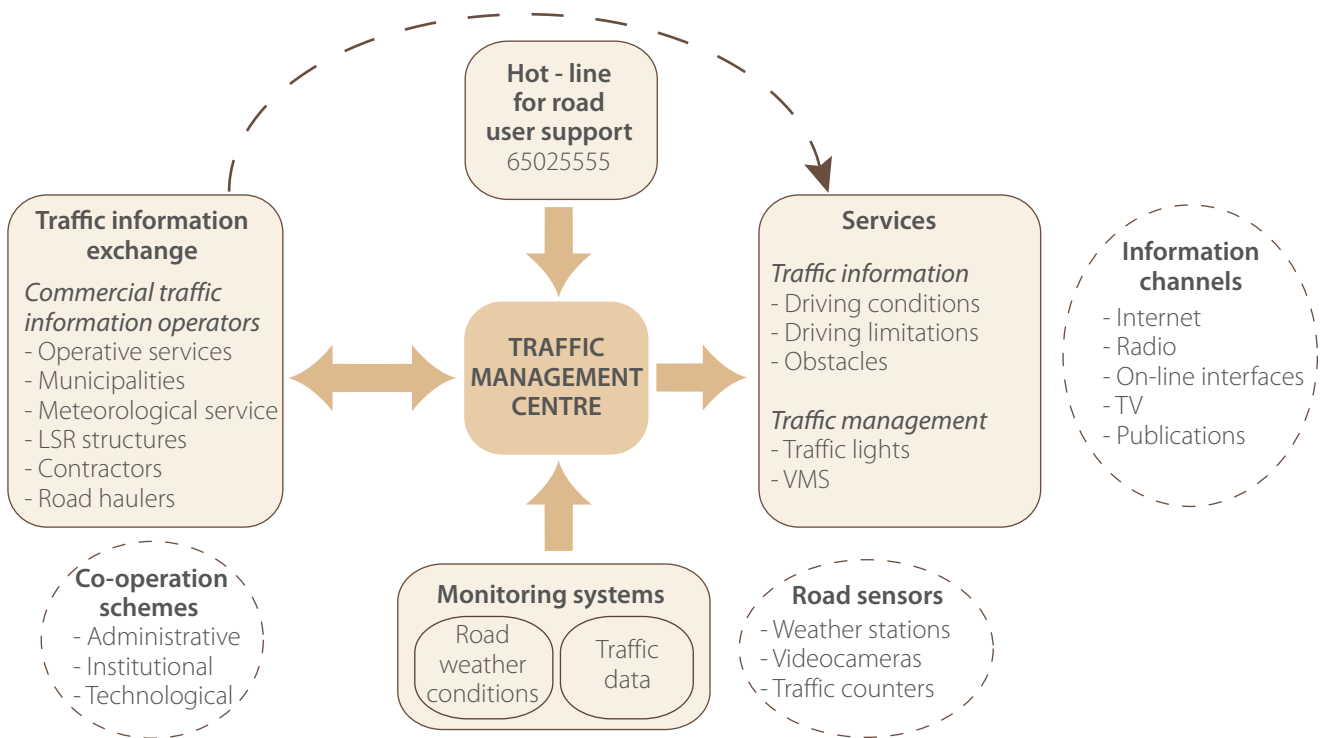 Hot - line
for road
user support
65025555
Traffic information
exchange
Commercial traffic
information operators
- Operative services
- Municipalities
- Meteorological service
- LSR structures
- Contractors
- Road haulers
TRAFFIC
MANAGEMENT
CENTRE
Services
Traffic information
- Driving conditions
- Driving limitations
- Obstacles
Traffic management
- Traffic lights
- VMS
Information
channels
- Internet
- Radio
- On-line interfaces
- TV
- Publications
Co-operation
schemes
- Administrative
- Institutional
- Technological
Monitoring systems
Road
weather
conditions
Traffic
data
Road sensors
- Weather stations
- Videocameras
- Traffic counters